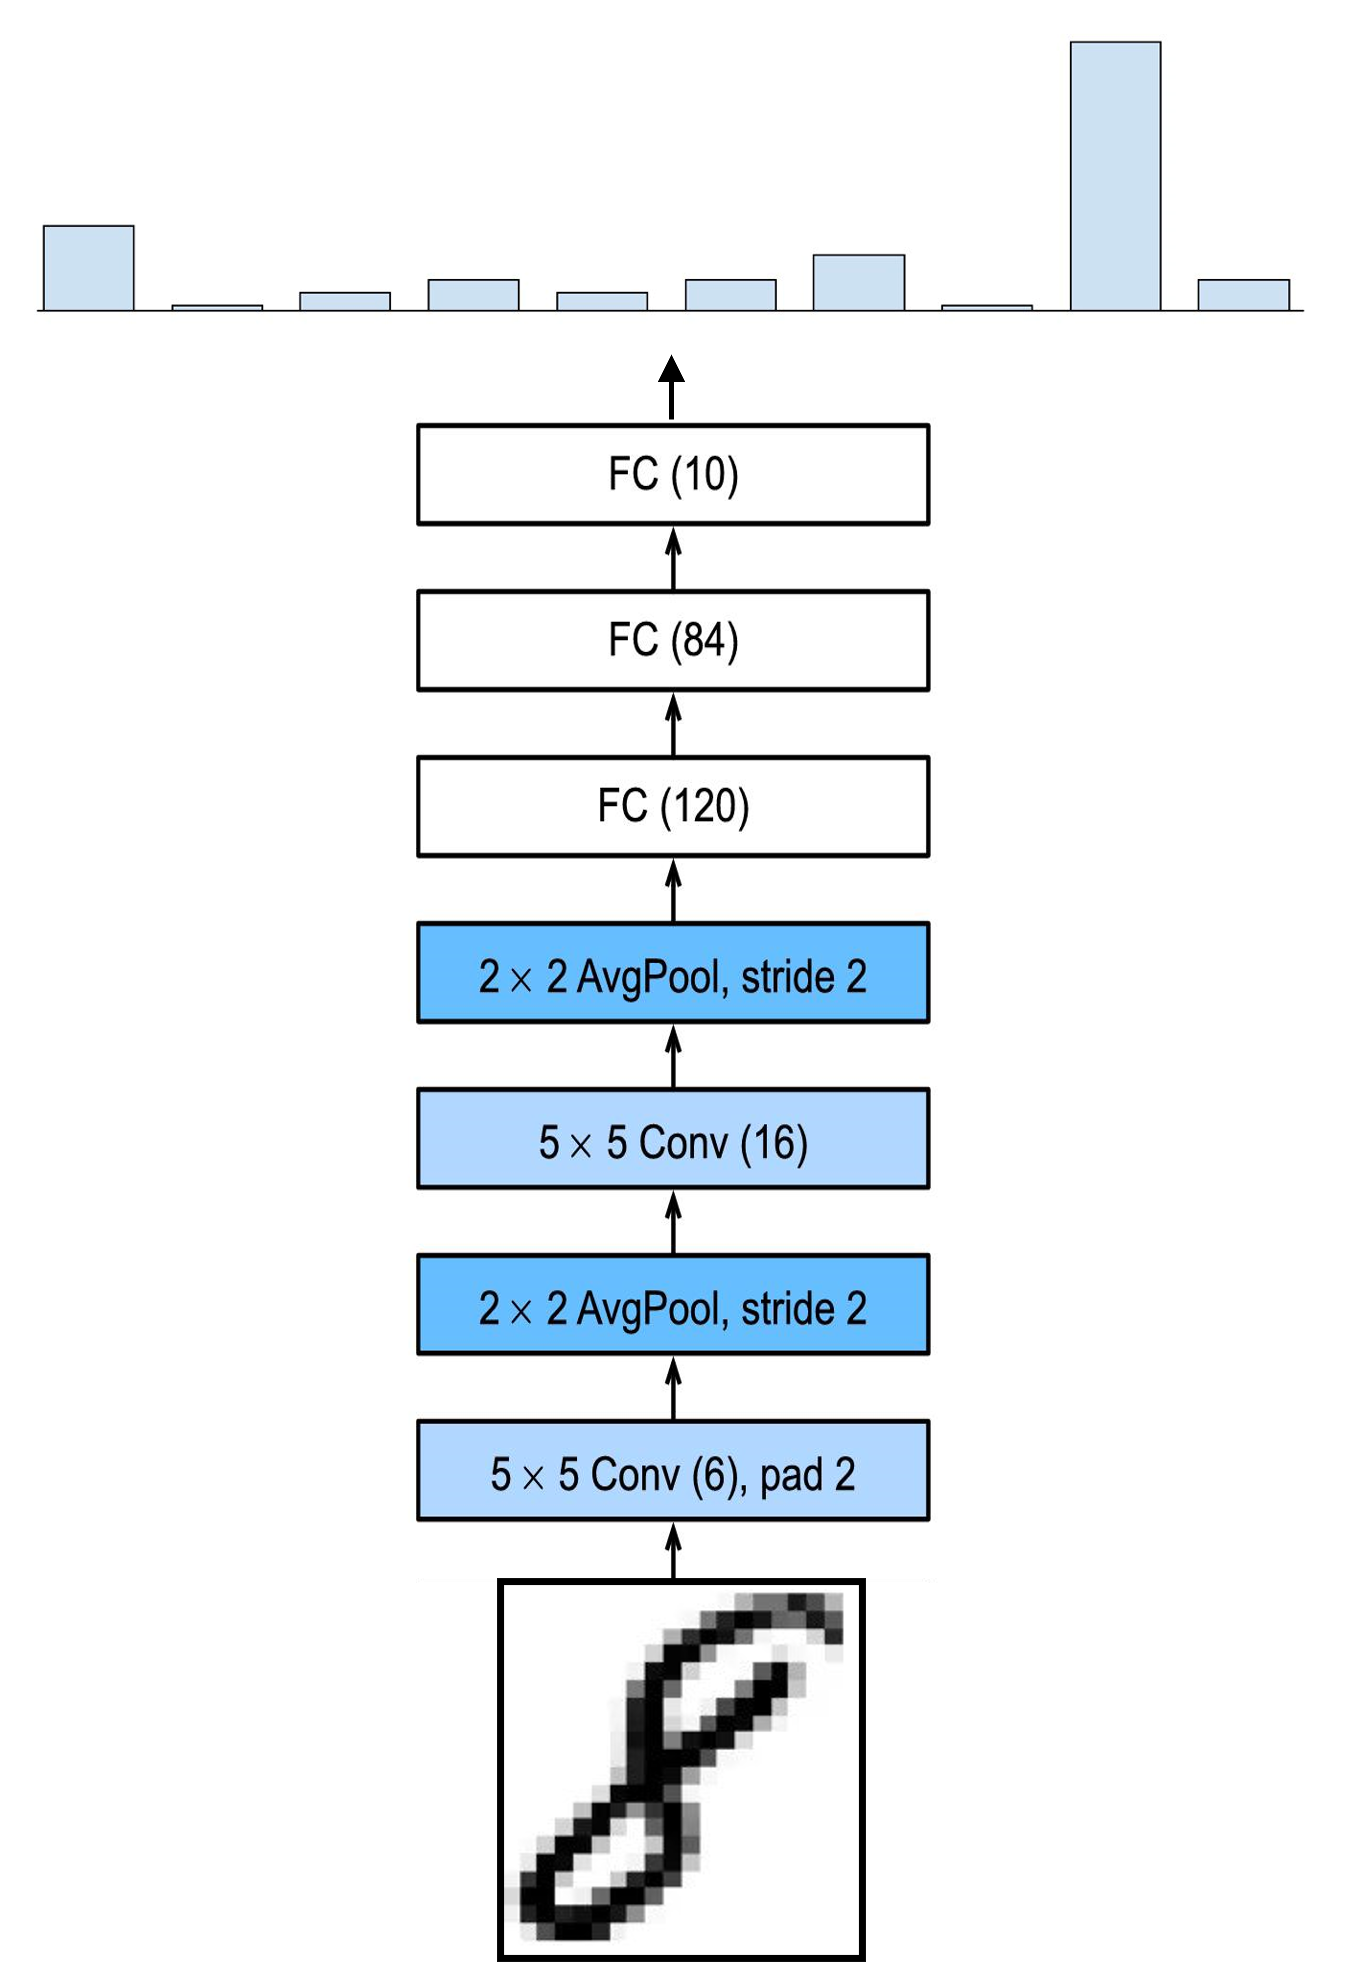 FC (10)
FC (84)
FC (120)
2 × 2 AvgPool, stride 2
5 × 5 Conv (16)
2 × 2 AvgPool, stride 2
5 × 5 Conv (6), pad 2
8